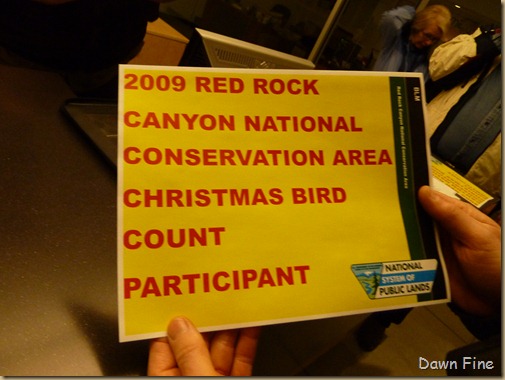 2009 RED ROCK
CANYON NATIONAL
CONSERVATION AREA
CHRISTMAS BIRD
COUNT
PARTICIPANT
BLM
Red Rock Canyon National Conservation Area
NATIONAL
SYSTEM OF
PUBLIC LANDS
Dawn Fine